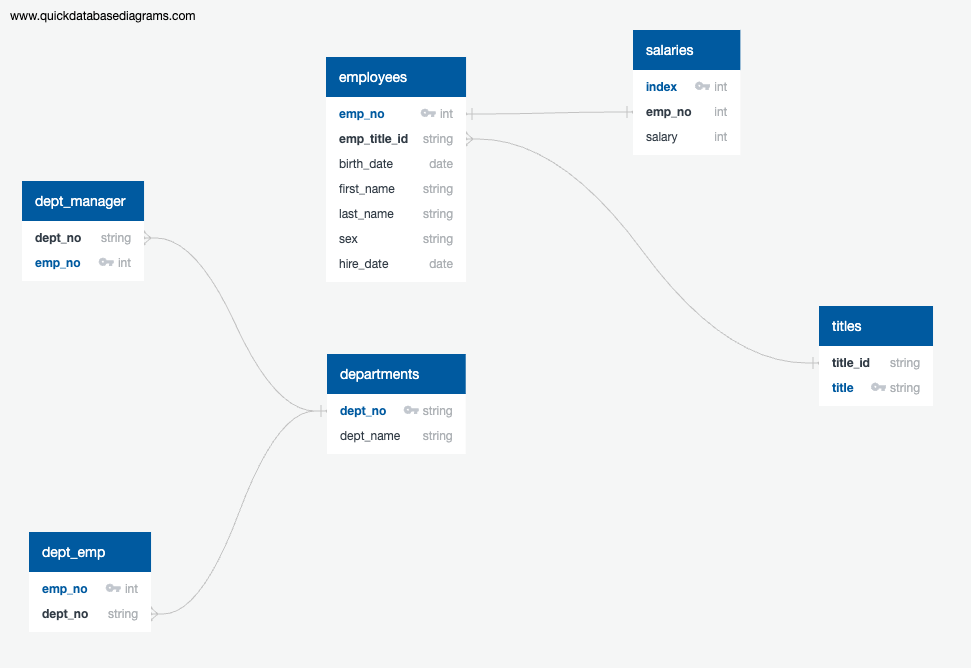 www.quickdatabasediagrams.com
employees
emp_no int
emp_title_id string
birth_date date
first_name string
last_name string
sex string
hire_date date
salaries
index int
emp_no int
salary int
dept_manager
dept_no string
emp_no int
titles
title_id string
title string
departments
dept_no string
dept_name string
dept_emp
emp_no int
dept_no string